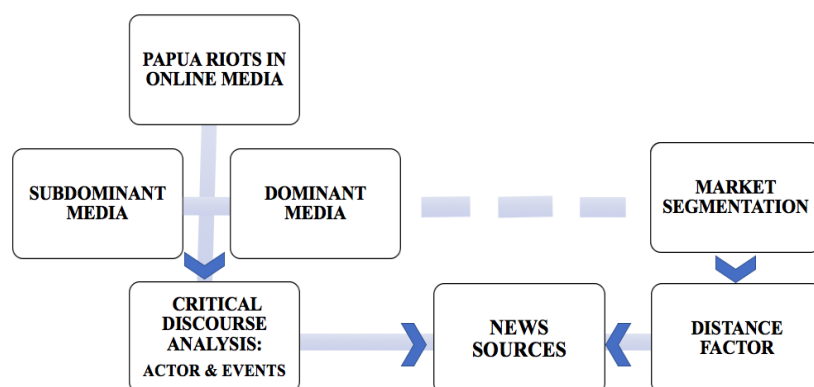 PAPUA RIOTS IN
ONLINE MEDIA
SUBDOMINANT
MEDIA
DOMINANT
MEDIA
MARKET
SEGMENTATION
CRITICAL
DISCOURSE
ANALYSIS:
ACTOR & EVENTS
NEWS
SOURCES
DISTANCE
FACTOR